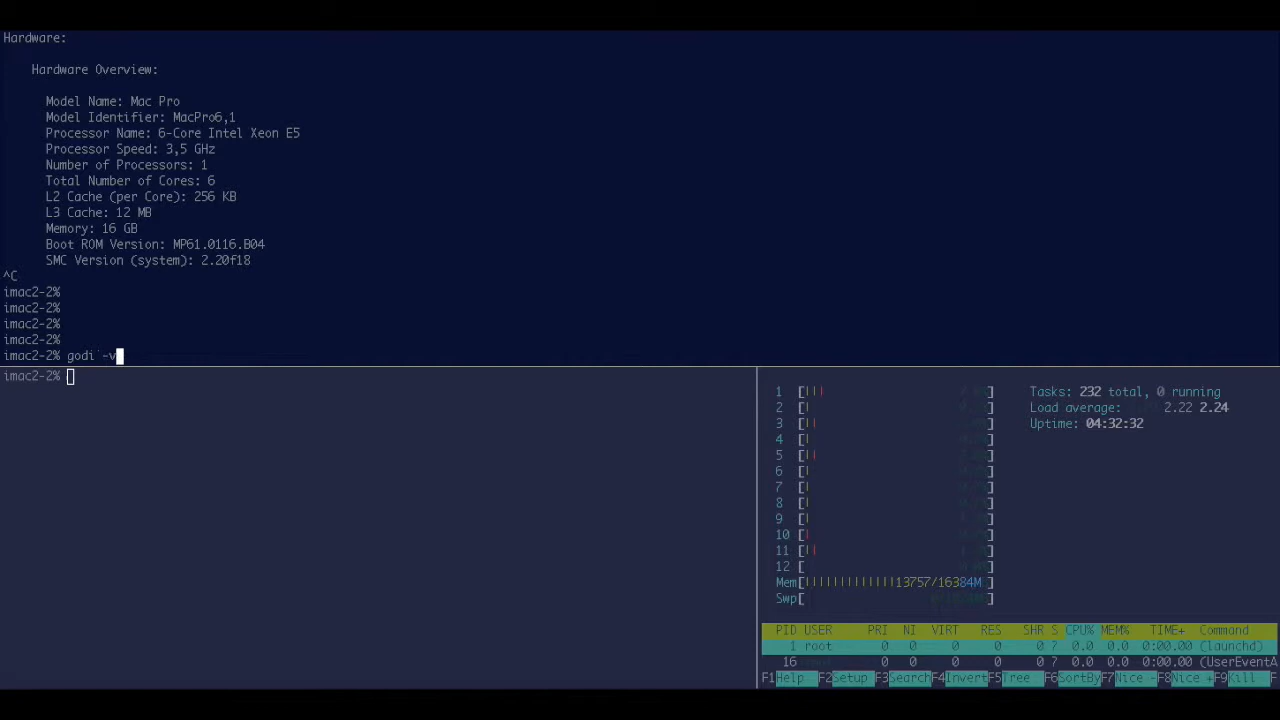 Hardware:
Hardware Overview:
Model Name: Mac Pro
Model Identifier: MacPro6,1
Processor Name: 6-Core Intel Xeon E5
Processor Speed: 3,5 GHz
Number of Processors: 1
Total Number of Cores: 6
L2 Cache (per Core): 256 KB
L3 Cache: 12 MB
Memory: 16 GB
Boot ROM Version: MP61.0116.B04
SMC Version (system): 2.20f18
^C
imac2-2%
imac2-2%
imac2-2%
imac2-2%
imac2-2% godi -v
imac2-2%
1 [||| ]
2 [| ]
3 [|| ]
4 [| ]
5 [|| ]
6 [| ]
7 [| ]
8 [| ]
9 [| ]
10 [| ]
11 [|| ]
12 [ ]
Mem[|||||||||||||13757/16384M]
Swp[ ]
Tasks: 232 total, 0 running
Load average: 2.22 2.24
Uptime: 04:32:32
PID USER PRI NI VIRT RES SHR S CPU% MEM% TIME+ Command
1 root 0 0 0 0 0 ? 0.0 0.0 0:00.00 (launchd)
16 0 0 0 0 0 ? 0.0 0.0 0:00.00 (UserEventA
F1Help F2Setup F3SearchF4InvertF5Tree F6SortByF7Nice -F8Nice +F9Kill F